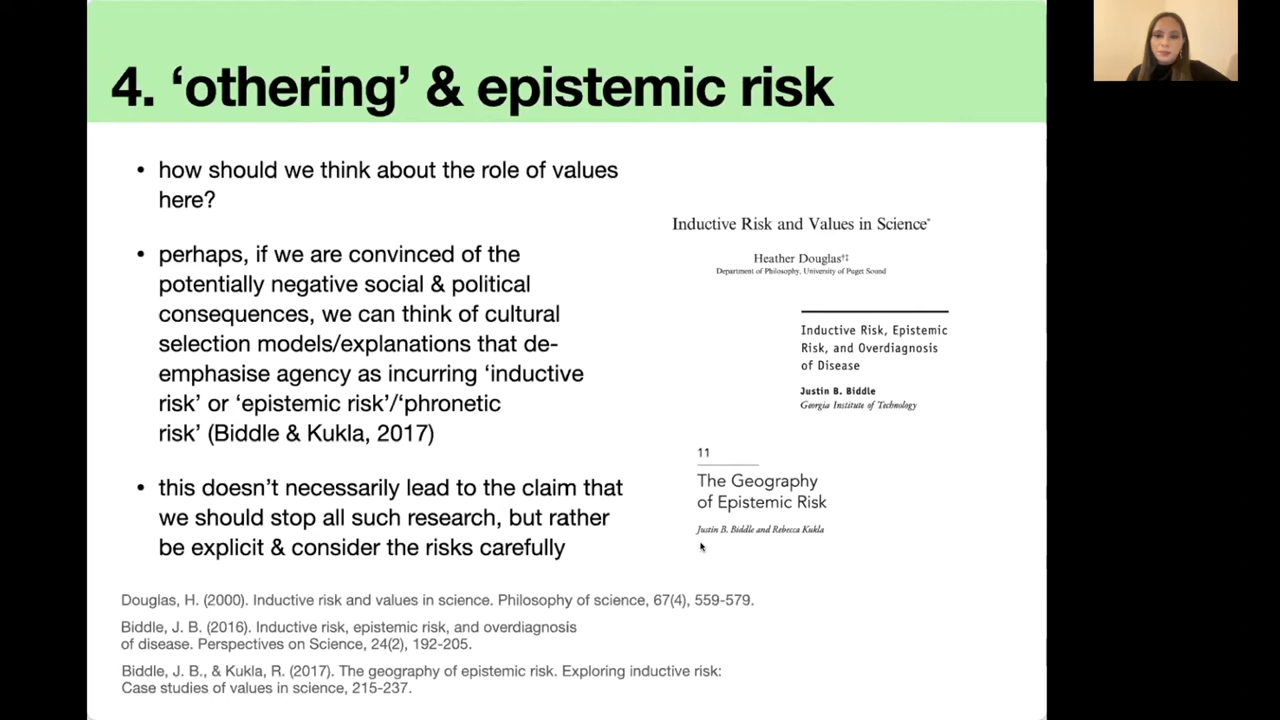 4. ‘othering’ & epistemic risk
• how should we think about the role of values
here?
• perhaps, if we are convinced of the
potentially negative social & political
consequences, we can think of cultural
selection models/explanations that de-
emphasise agency as incurring ‘inductive
risk’ or ‘epistemic risk’/‘phronetic
risk’ (Biddle & Kukla, 2017)
• this doesn’t necessarily lead to the claim that
we should stop all such research, but rather
be explicit & consider the risks carefully
Inductive Risk and Values in Science*
Heather Douglas†‡
Department of Philosophy, University of Puget Sound
Inductive Risk, Epistemic
Risk, and Overdiagnosis
of Disease
Justin B. Biddle
Georgia Institute of Technology
11
The Geography
of Epistemic Risk
Justin B. Biddle and Rebecca Kukla
Douglas, H. (2000). Inductive risk and values in science. Philosophy of science, 67(4), 559-579.
Biddle, J. B. (2016). Inductive risk, epistemic risk, and overdiagnosis
of disease. Perspectives on Science, 24(2), 192-205.
Biddle, J. B., & Kukla, R. (2017). The geography of epistemic risk. Exploring inductive risk:
Case studies of values in science, 215-237.